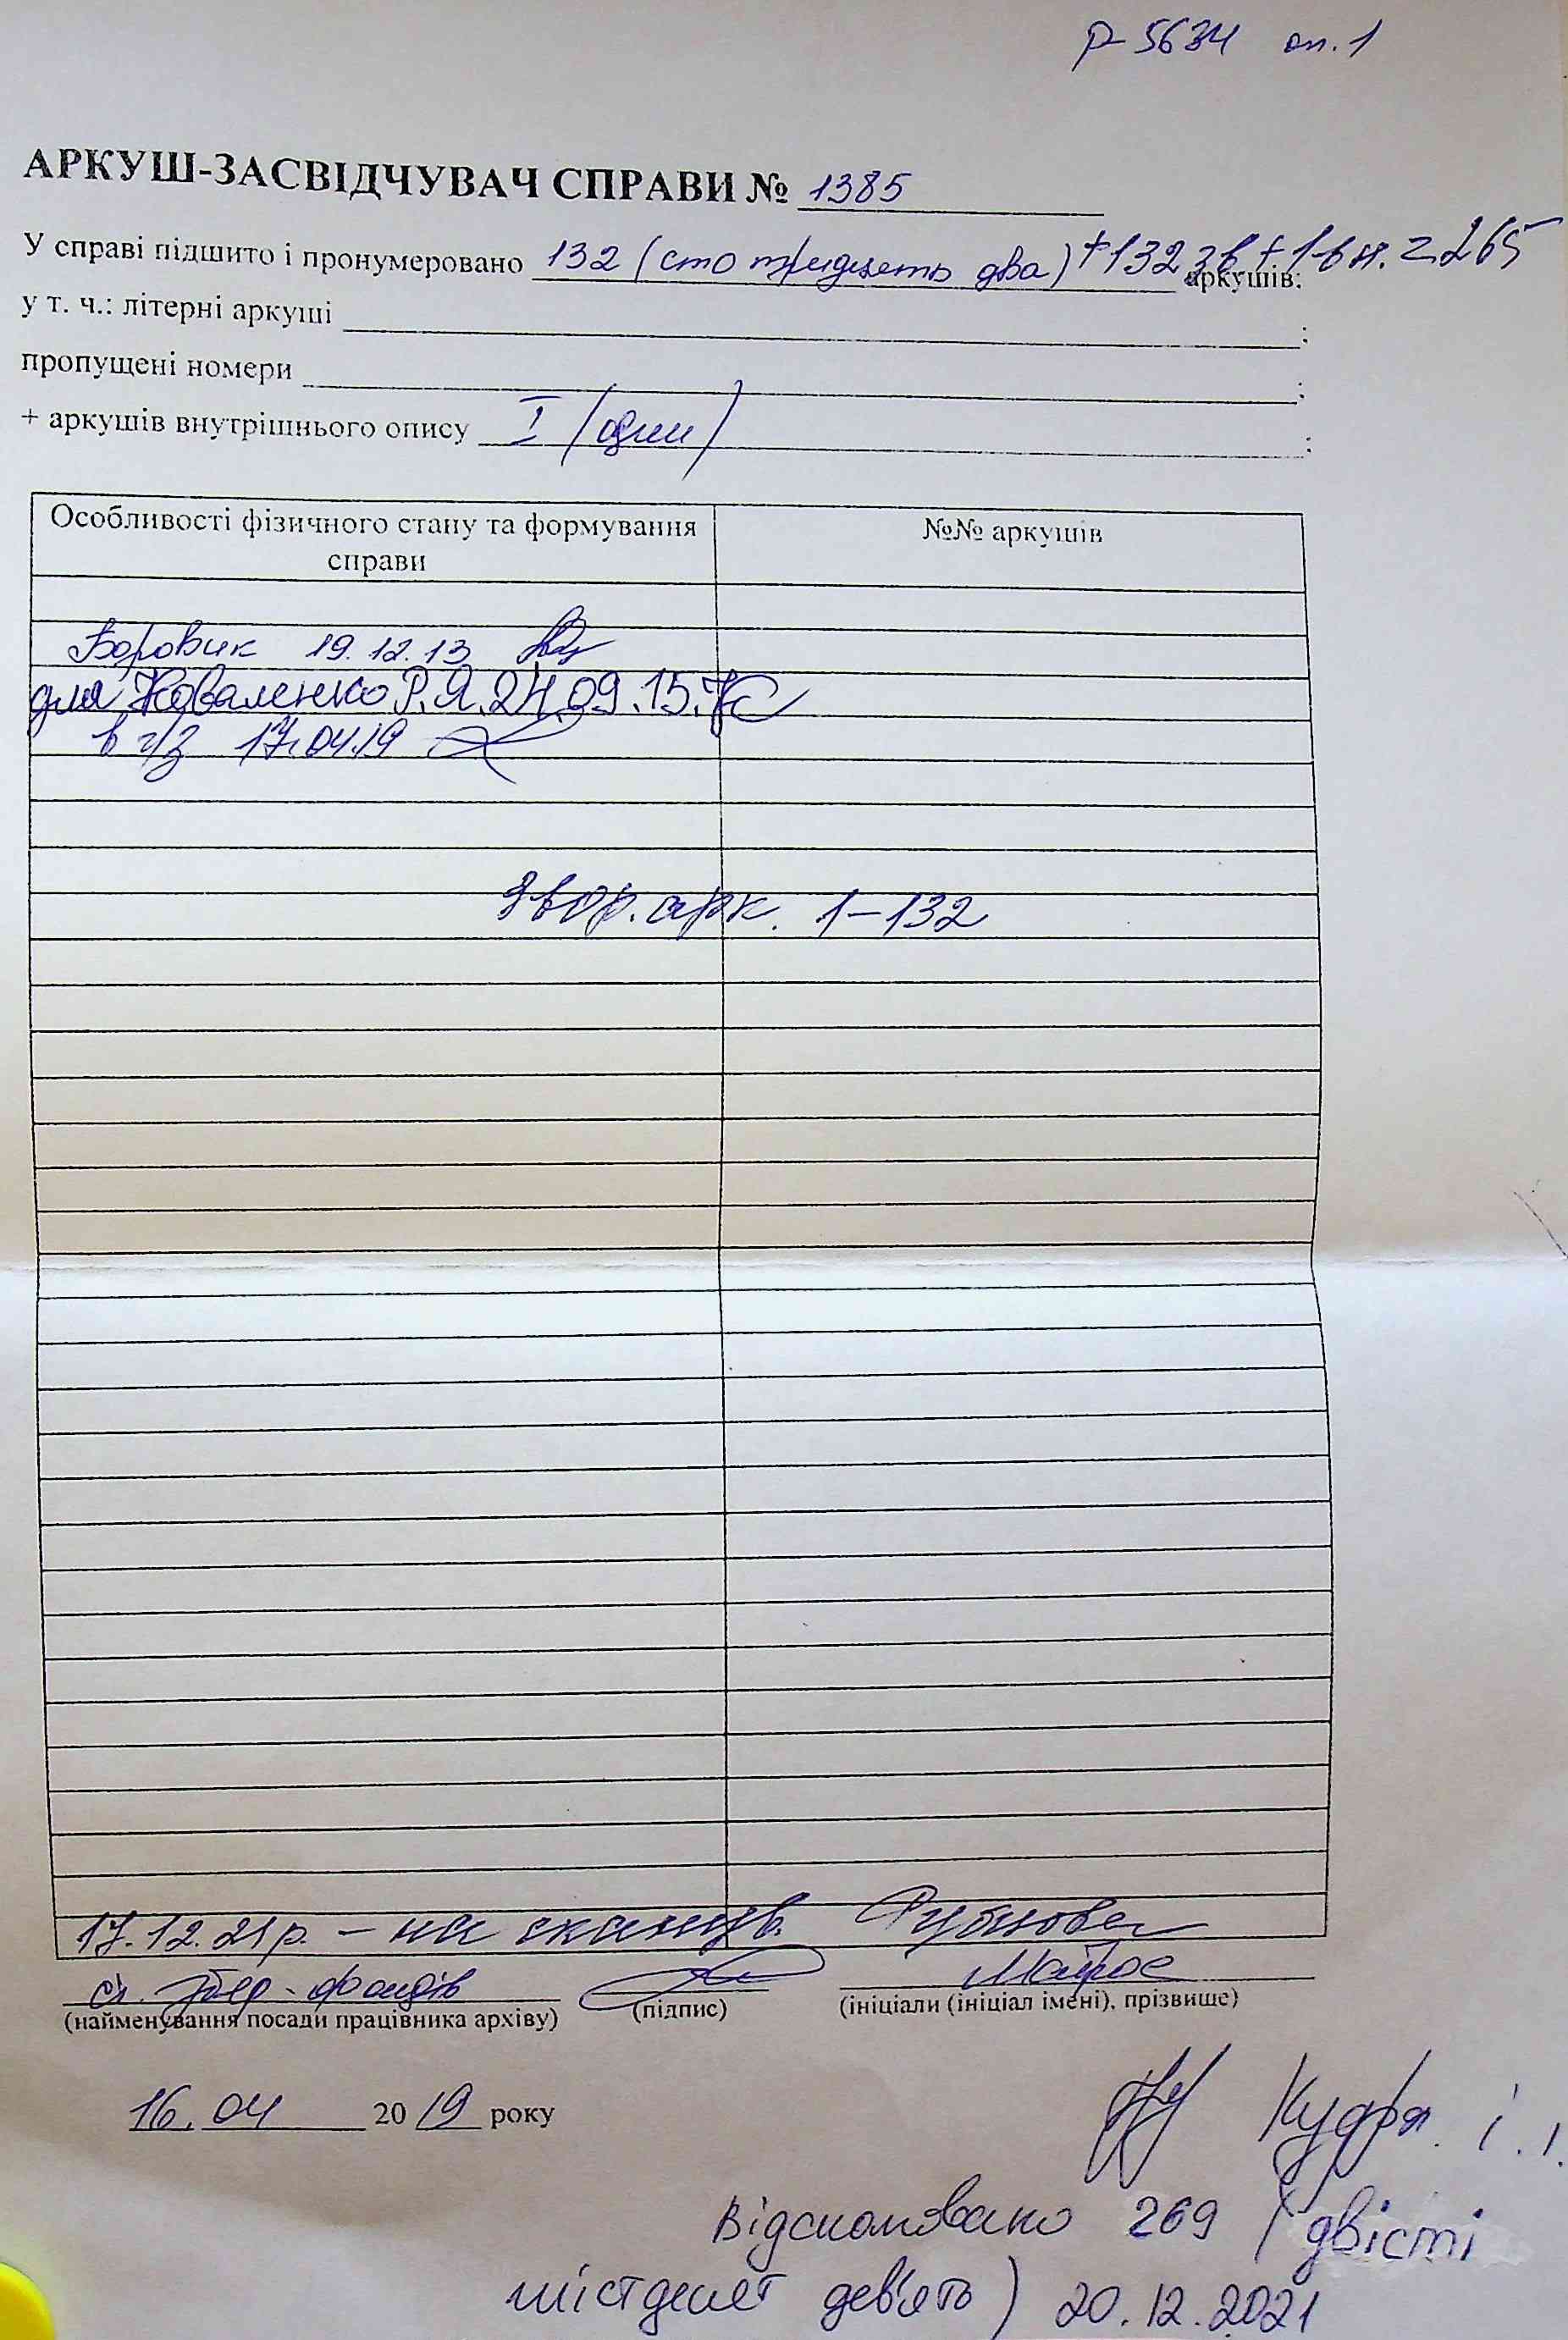 Р-5634 оп. 1
АРКУШ-ЗАСВІДЧУВАЧ СПРАВИ № 1385
У справі підшито і пронумеровано 132 (сто тридцять два) +132 зв. + 1 вн. = 265 аркушів;
у т. ч.: літерні аркуші ;
пропущені номери ;
+ аркушів внутрішнього опису I (один) ;
Особливості фізичного стану та формування справи №№ аркушів
Боровик 19.12.13
для Коваленко Р.Я. 24.09.15.
в ч/з 17.04.19
Звор. арк. 1-132
17.12.21р. - на сканув. Рубльова
ст. збер. фондів Матрос
(найменування посади працівника архіву) (підпис) (ініціали (ініціал імені), прізвище)
16. 04 2019 року
Кудря І.І.
Відскановано 269 (двісті
шістдесят дев'ять) 20.12.2021